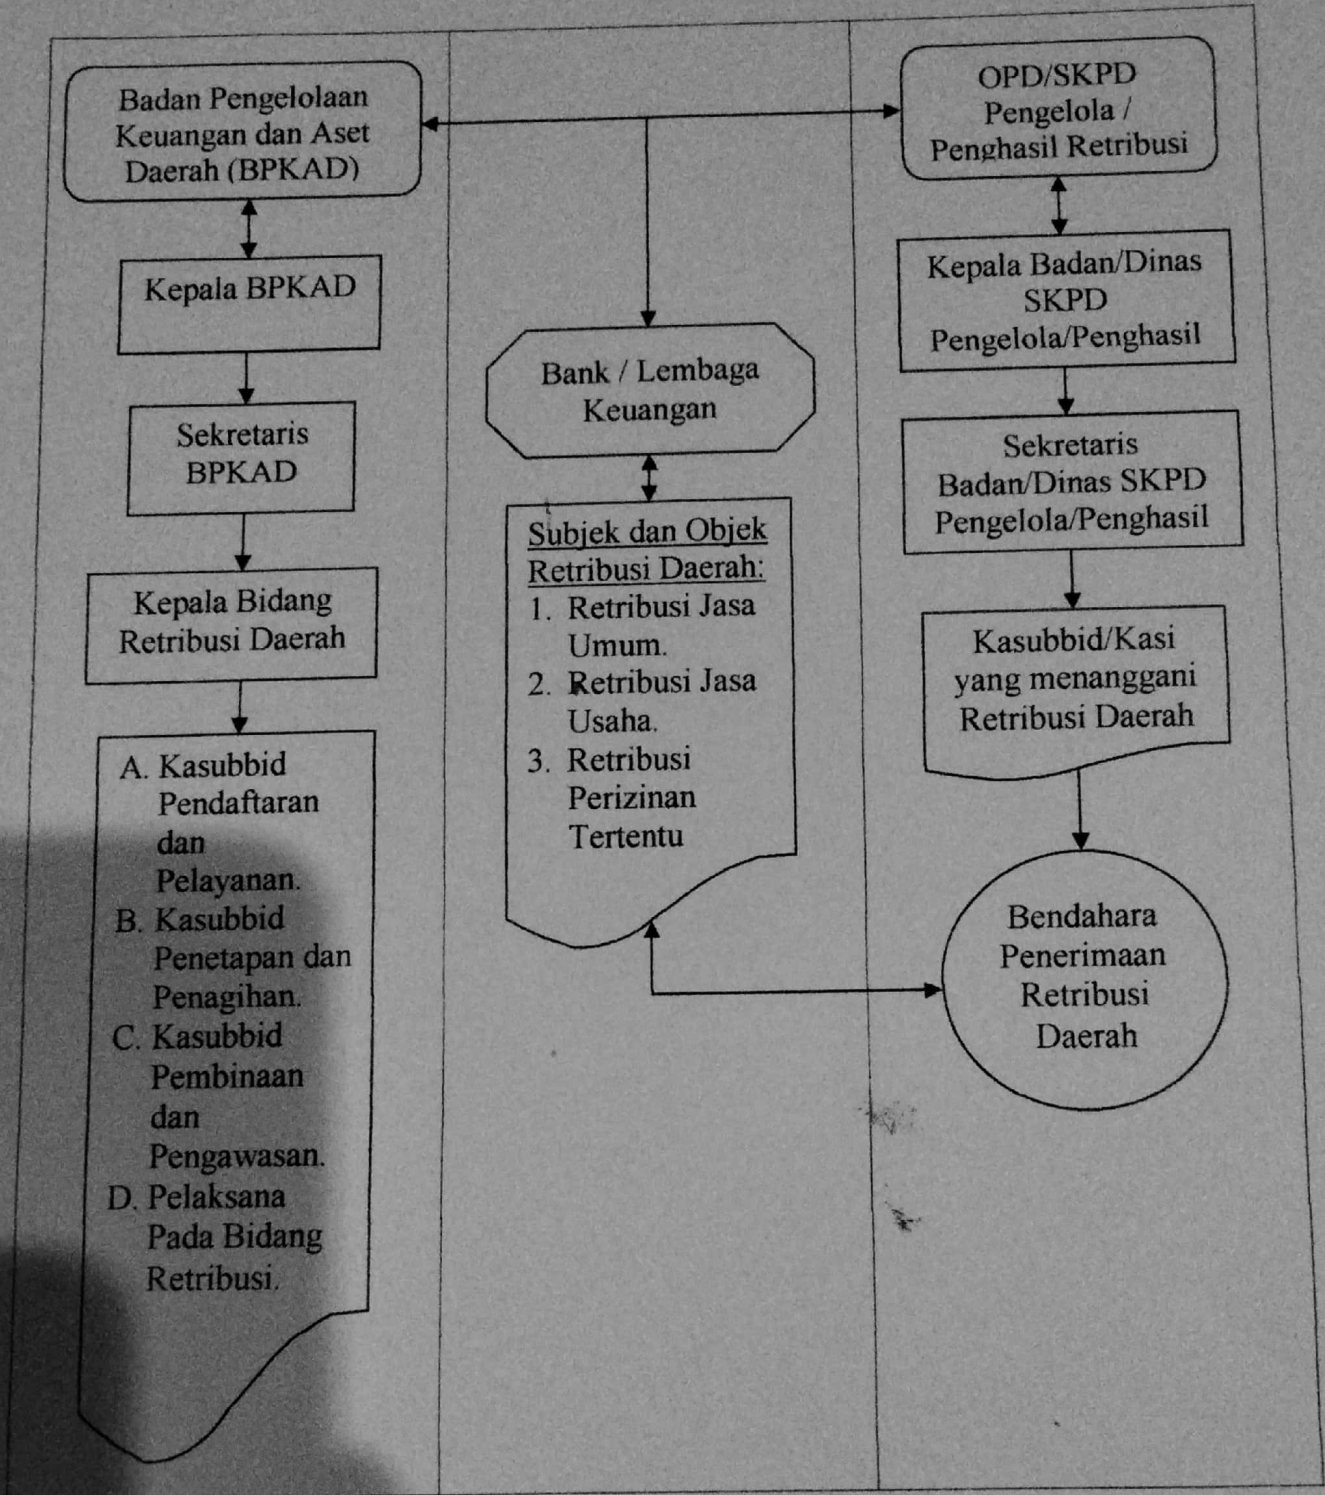 Badan Pengelolaan
Keuangan dan Aset
Daerah (BPKAD)
Kepala BPKAD
Sekretaris
BPKAD
Kepala Bidang
Retribusi Daerah
A. Kasubbid
Pendaftaran
dan
Pelayanan.
B. Kasubbid
Penetapan dan
Penagihan.
C. Kasubbid
Pembinaan
dan
Pengawasan.
D. Pelaksana
Pada Bidang
Retribusi.
Bank / Lembaga
Keuangan
Subjek dan Objek
Retribusi Daerah:
1. Retribusi Jasa
Umum.
2. Retribusi Jasa
Usaha.
3. Retribusi
Perizinan
Tertentu
OPD/SKPD
Pengelola /
Penghasil Retribusi
Kepala Badan/Dinas
SKPD
Pengelola/Penghasil
Sekretaris
Badan/Dinas SKPD
Pengelola/Penghasil
Kasubbid/Kasi
yang menanggani
Retribusi Daerah
Bendahara
Penerimaan
Retribusi
Daerah